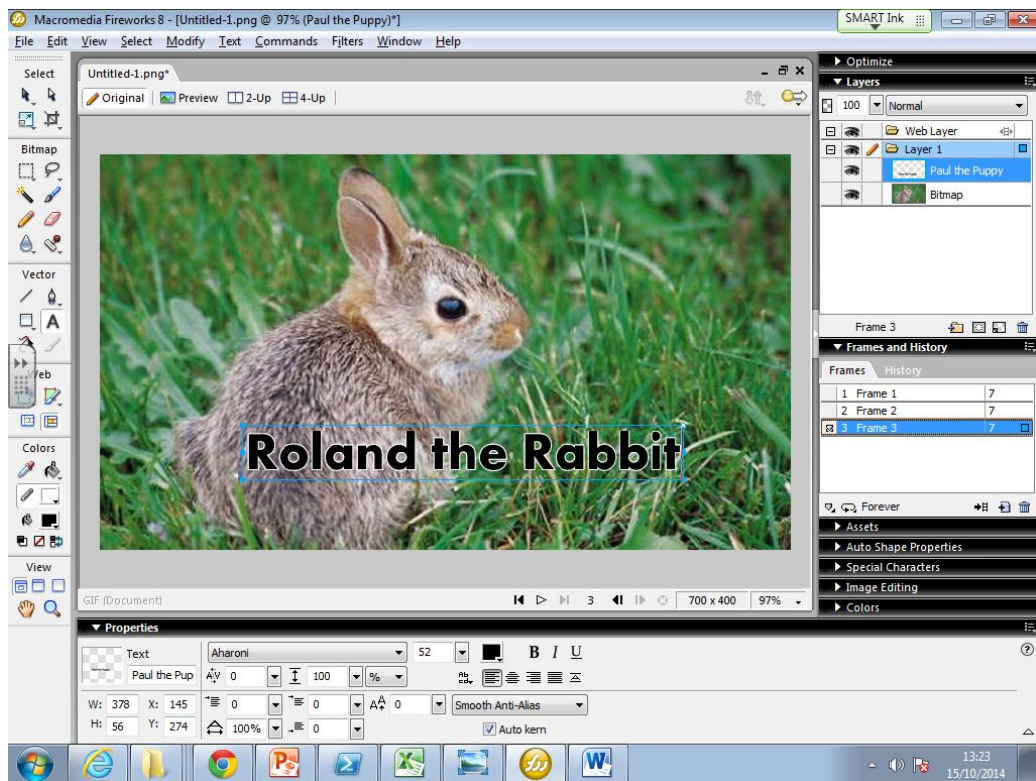 Macromedia Fireworks 8 - [Untitled-1.png @ 97% (Paul the Puppy)*]
SMART Ink
File Edit View Select Modify Text Commands Filters Window Help
Select
Bitmap
Vector
A
Web
Colors
View
Untitled-1.png*
Original Preview 2-Up 4-Up
Roland the Rabbit
GIF (Document)
3
700 x 400
97%
Optimize
Layers
100 Normal
Web Layer
Layer 1
Paul the Puppy
Bitmap
Frame 3
Frames and History
Frames History
1 Frame 1 7
2 Frame 2 7
3 Frame 3 7
Forever
Assets
Auto Shape Properties
Special Characters
Image Editing
Colors
Properties
Text Aharoni 52 B I U
Paul the Pup 0 100 %
W: 378 X: 145 0 0 0 Smooth Anti-Alias
H: 56 Y: 274 100% 0 Auto kern
13:23
15/10/2014